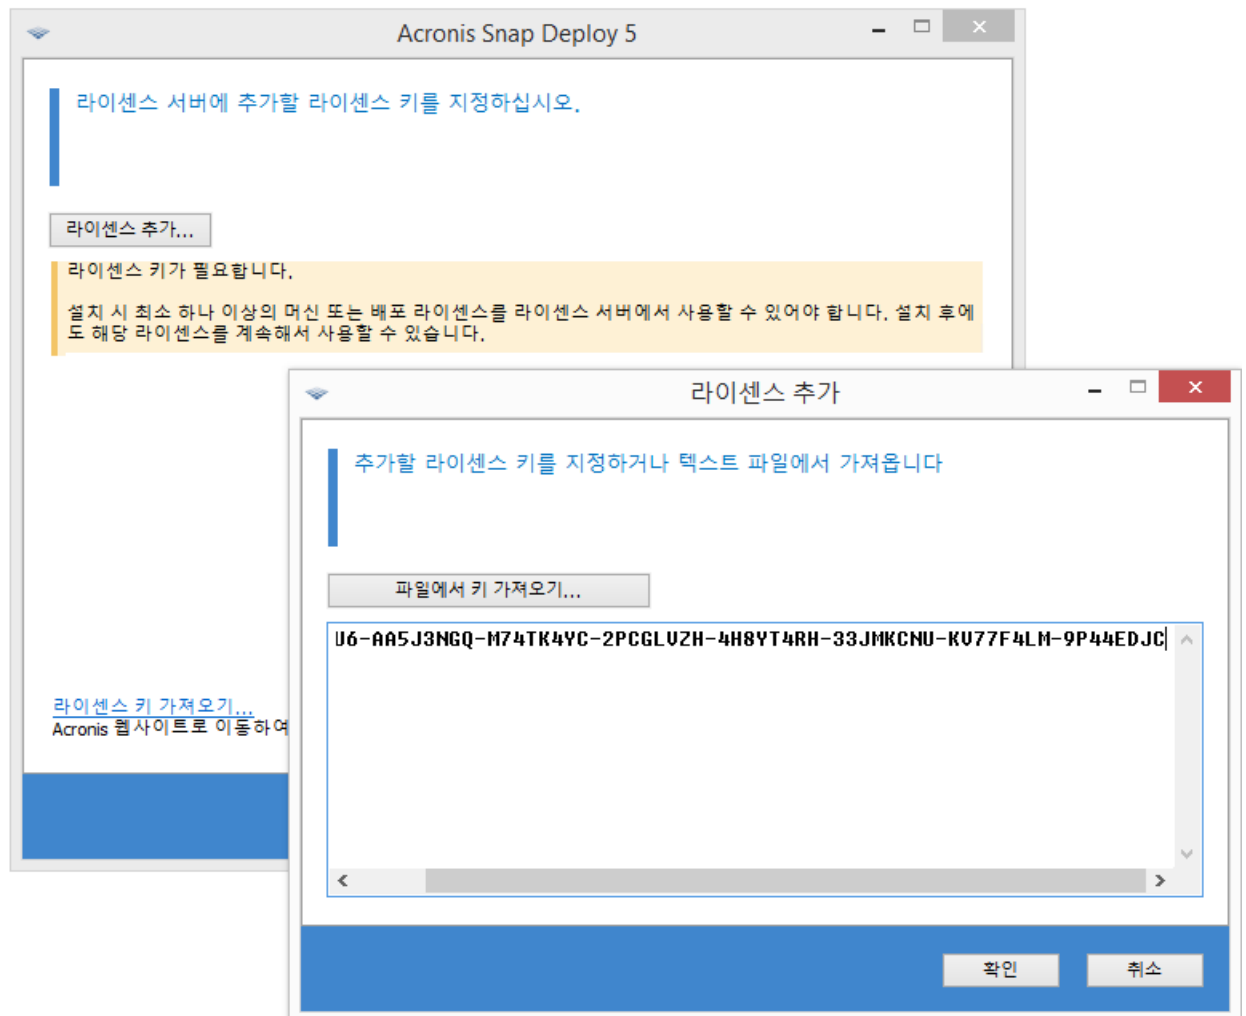 Acronis Snap Deploy 5
라이센스 서버에 추가할 라이센스 키를 지정하십시오.
라이센스 추가...
라이센스 키가 필요합니다.
설치 시 최소 하나 이상의 머신 또는 배포 라이센스를 라이센스 서버에서 사용할 수 있어야 합니다. 설치 후에
도 해당 라이센스를 계속해서 사용할 수 있습니다.
라이센스 키 가져오기...
Acronis 웹사이트로 이동하여
라이센스 추가
추가할 라이센스 키를 지정하거나 텍스트 파일에서 가져옵니다
파일에서 키 가져오기...
U6-AA5J3NGQ-M74TK4YC-2PCGLVZH-4H8YT4RH-33JMKCNU-KV77F4LM-9P44EDJC
확인
취소